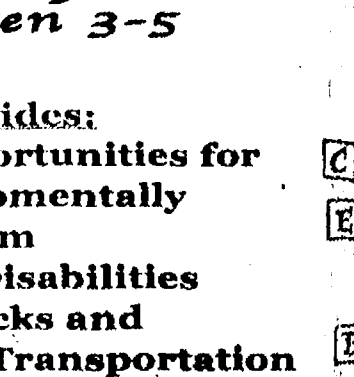 en 3-5
ides:
ortunities for
omentally
m
isabilities
cks and
Transportation
C
E